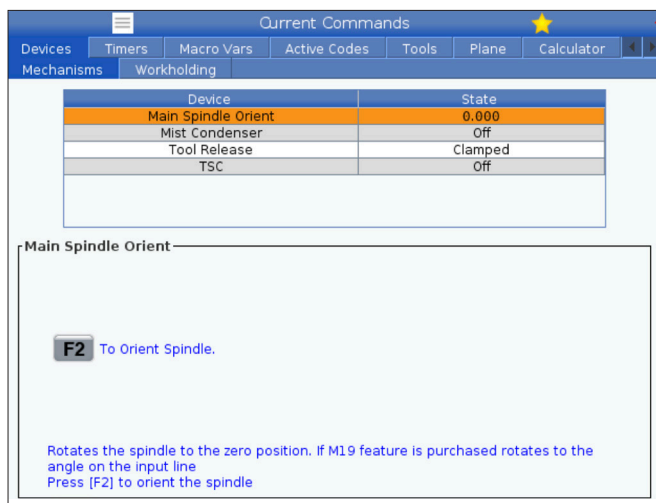 Current Commands
Devices Timers Macro Vars Active Codes Tools Plane Calculator
Mechanisms Workholding
Device State
Main Spindle Orient 0.000
Mist Condenser Off
Tool Release Clamped
TSC Off
Main Spindle Orient
F2 To Orient Spindle.
Rotates the spindle to the zero position. If M19 feature is purchased rotates to the
angle on the input line
Press [F2] to orient the spindle